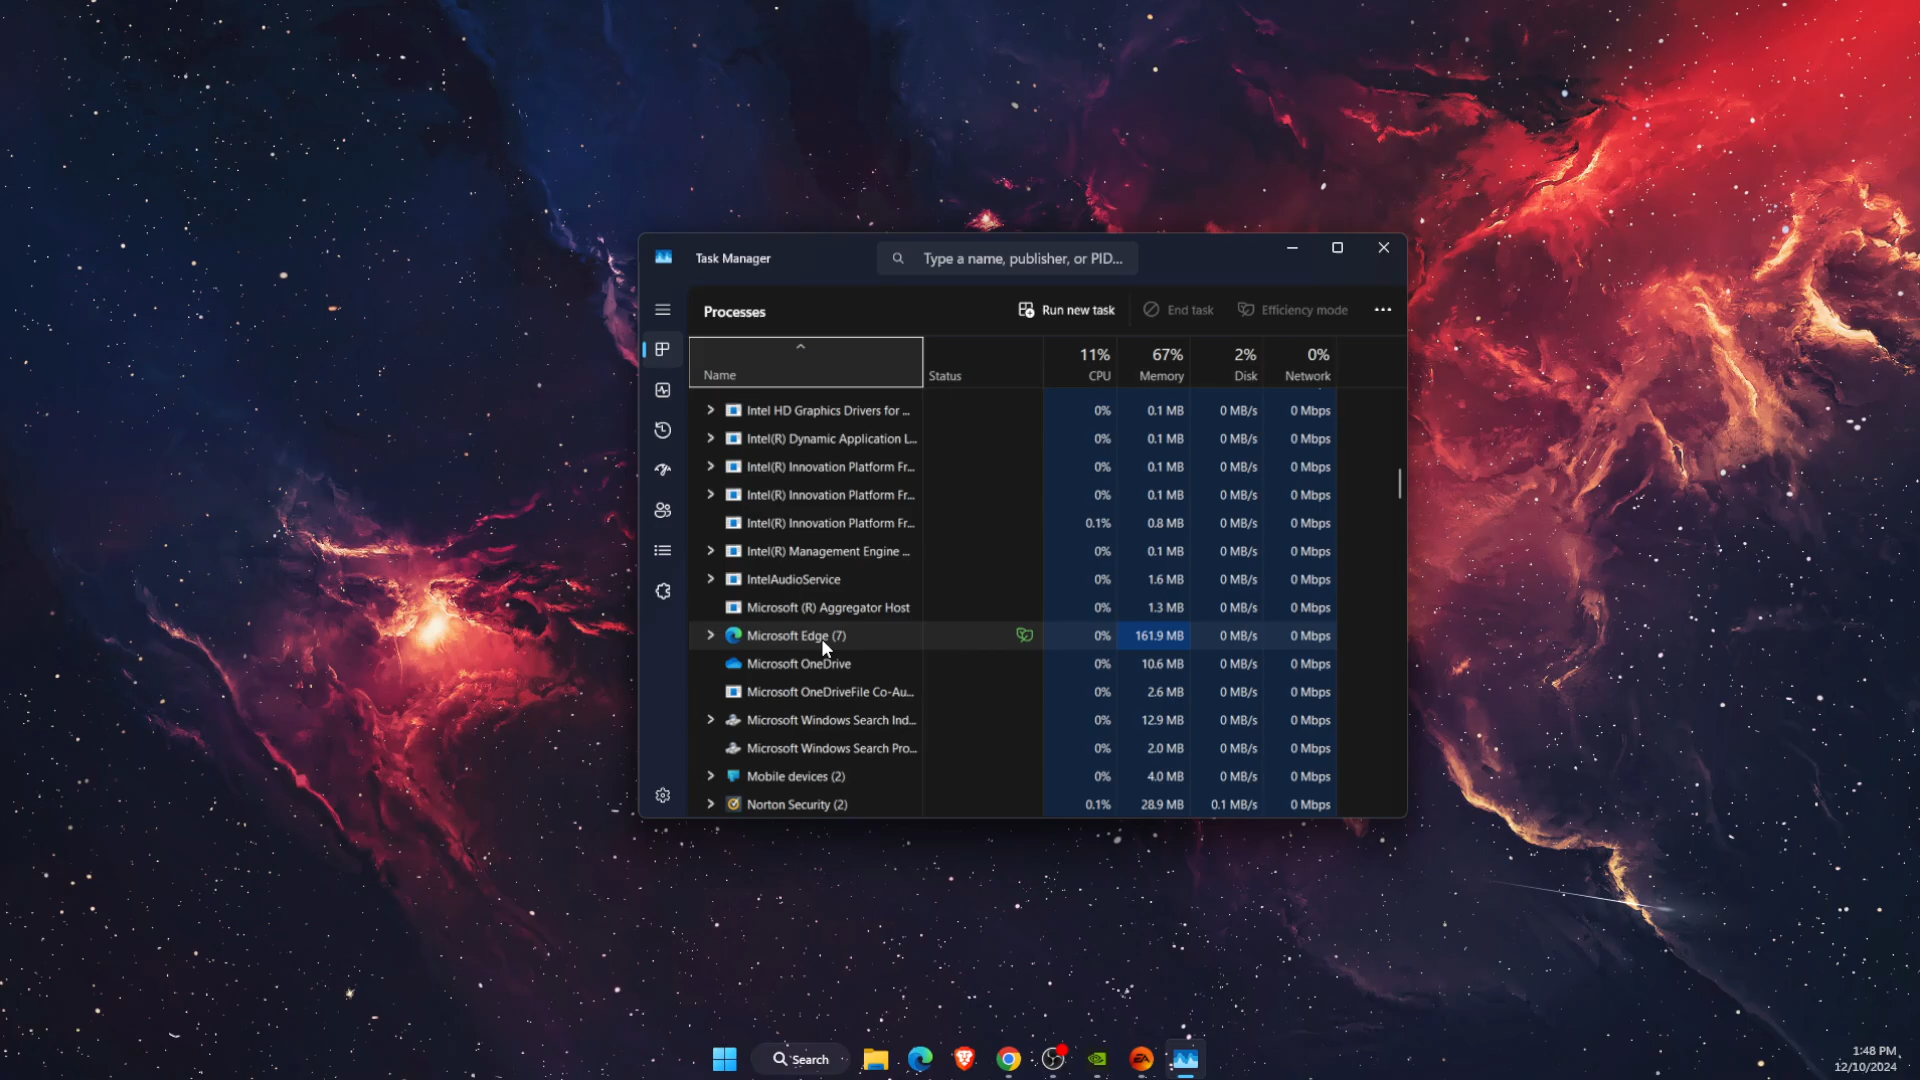 Task Manager
Type a name, publisher, or PID...
Processes
Run new task
End task
Efficiency mode
Name Status 11% CPU 67% Memory 2% Disk 0% Network
Intel HD Graphics Drivers for ... 0% 0.1 MB 0 MB/s 0 Mbps
Intel(R) Dynamic Application L... 0% 0.1 MB 0 MB/s 0 Mbps
Intel(R) Innovation Platform Fr... 0% 0.1 MB 0 MB/s 0 Mbps
Intel(R) Innovation Platform Fr... 0% 0.1 MB 0 MB/s 0 Mbps
Intel(R) Innovation Platform Fr... 0.1% 0.8 MB 0 MB/s 0 Mbps
Intel(R) Management Engine ... 0% 0.1 MB 0 MB/s 0 Mbps
IntelAudioService 0% 1.6 MB 0 MB/s 0 Mbps
Microsoft (R) Aggregator Host 0% 1.3 MB 0 MB/s 0 Mbps
Microsoft Edge (7) 0% 161.9 MB 0 MB/s 0 Mbps
Microsoft OneDrive 0% 10.6 MB 0 MB/s 0 Mbps
Microsoft OneDriveFile Co-Au... 0% 2.6 MB 0 MB/s 0 Mbps
Microsoft Windows Search Ind... 0% 12.9 MB 0 MB/s 0 Mbps
Microsoft Windows Search Pro... 0% 2.0 MB 0 MB/s 0 Mbps
Mobile devices (2) 0% 4.0 MB 0 MB/s 0 Mbps
Norton Security (2) 0.1% 28.9 MB 0.1 MB/s 0 Mbps
Search
EA
1:48 PM
12/10/2024